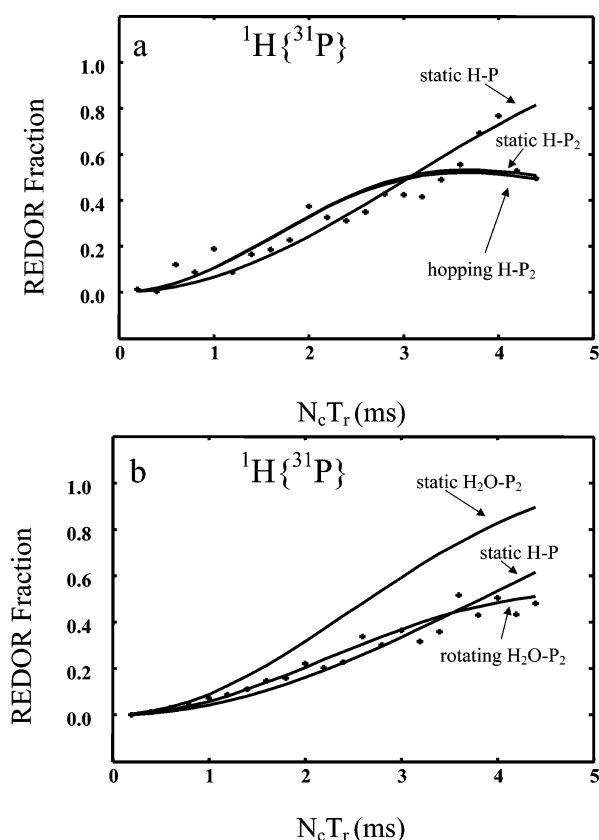 a
¹H{³¹P}
1.0
0.8
0.6
0.4
0.2
0.0
REDOR Fraction
static H-P
static H-P₂
hopping H-P₂
0 1 2 3 4 5
N_cT_r (ms)
b
¹H{³¹P}
1.0
0.8
0.6
0.4
0.2
0.0
REDOR Fraction
static H₂O-P₂
static H-P
rotating H₂O-P₂
0 1 2 3 4 5
N_cT_r (ms)